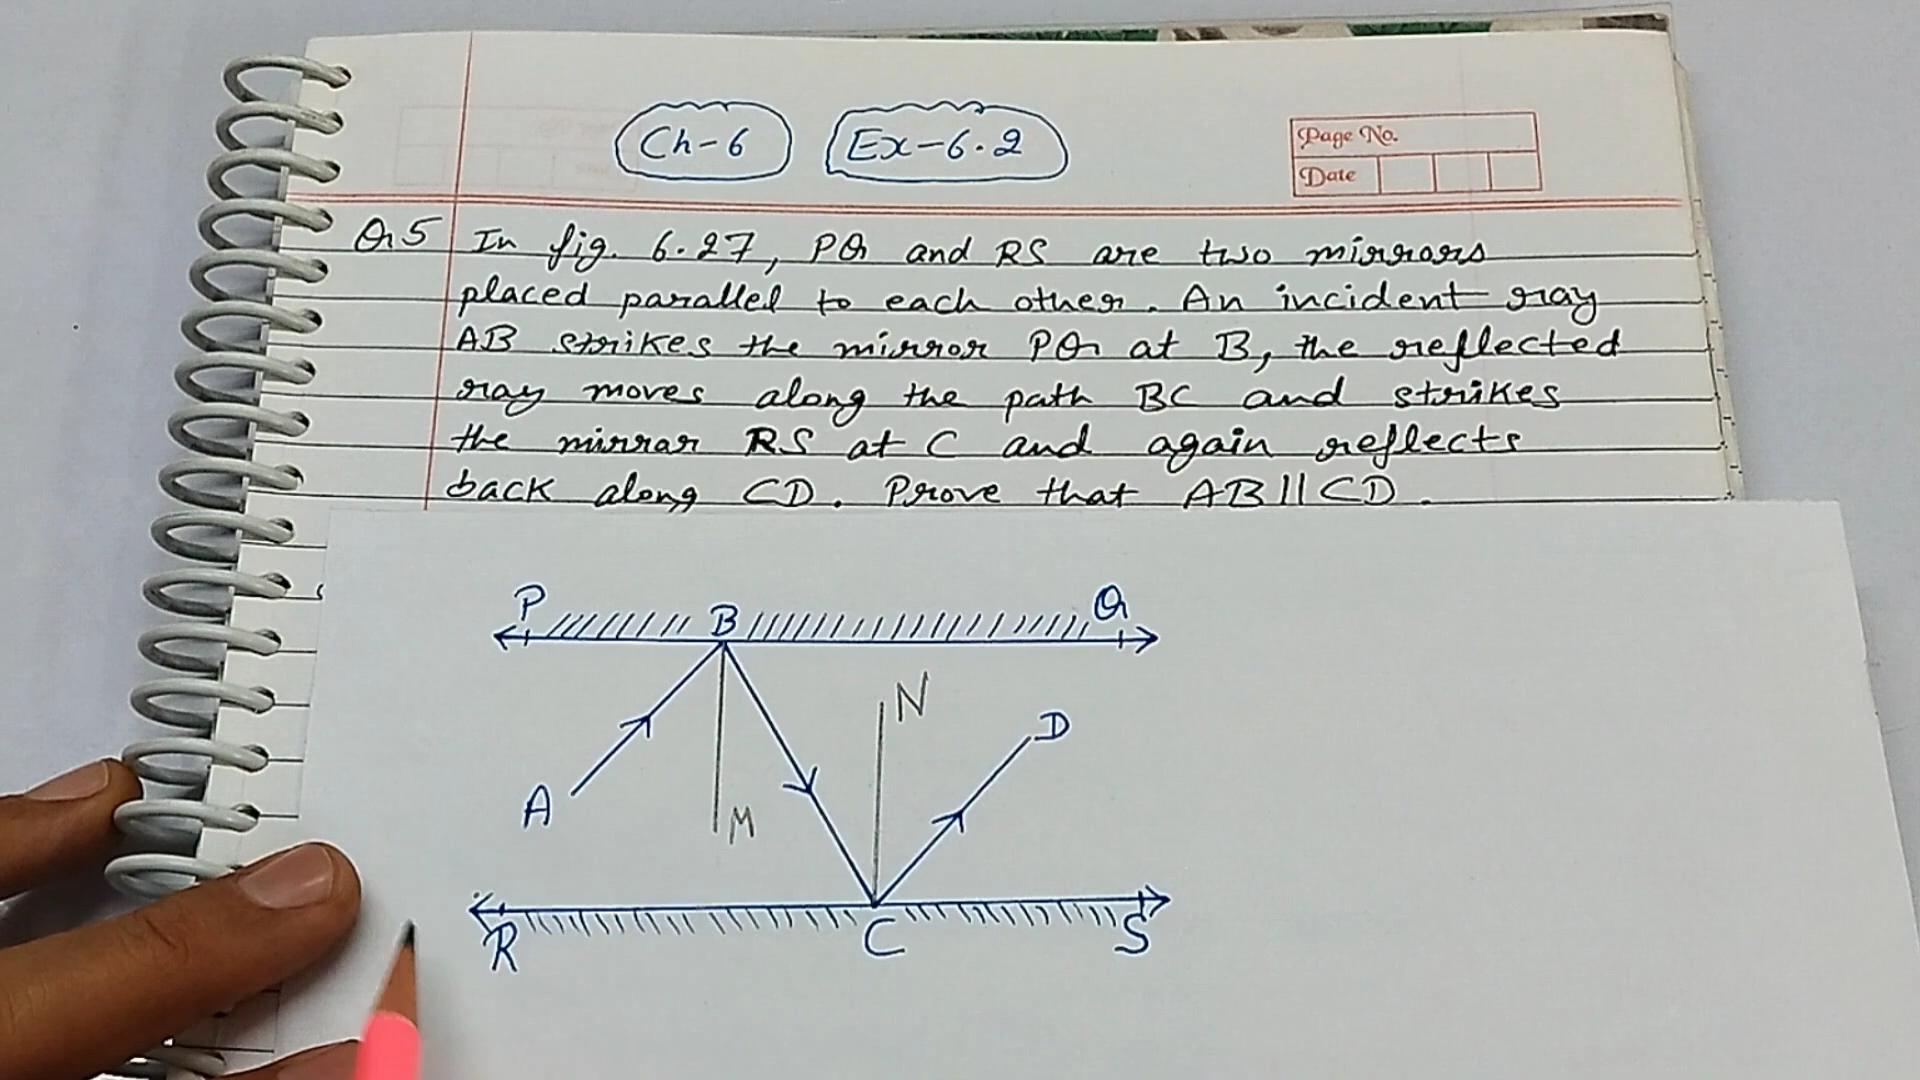 Ch-6
Ex-6.2
Page No.
Date
Q5 In fig. 6.27, PQ and RS are two mirrors
placed parallel to each other. An incident ray
AB strikes the mirror PQ at B, the reflected
ray moves along the path BC and strikes
the mirrar RS at C and again reflects
back along CD. Prove that AB||CD.
P
B
Q
N
D
A
M
R
C
S